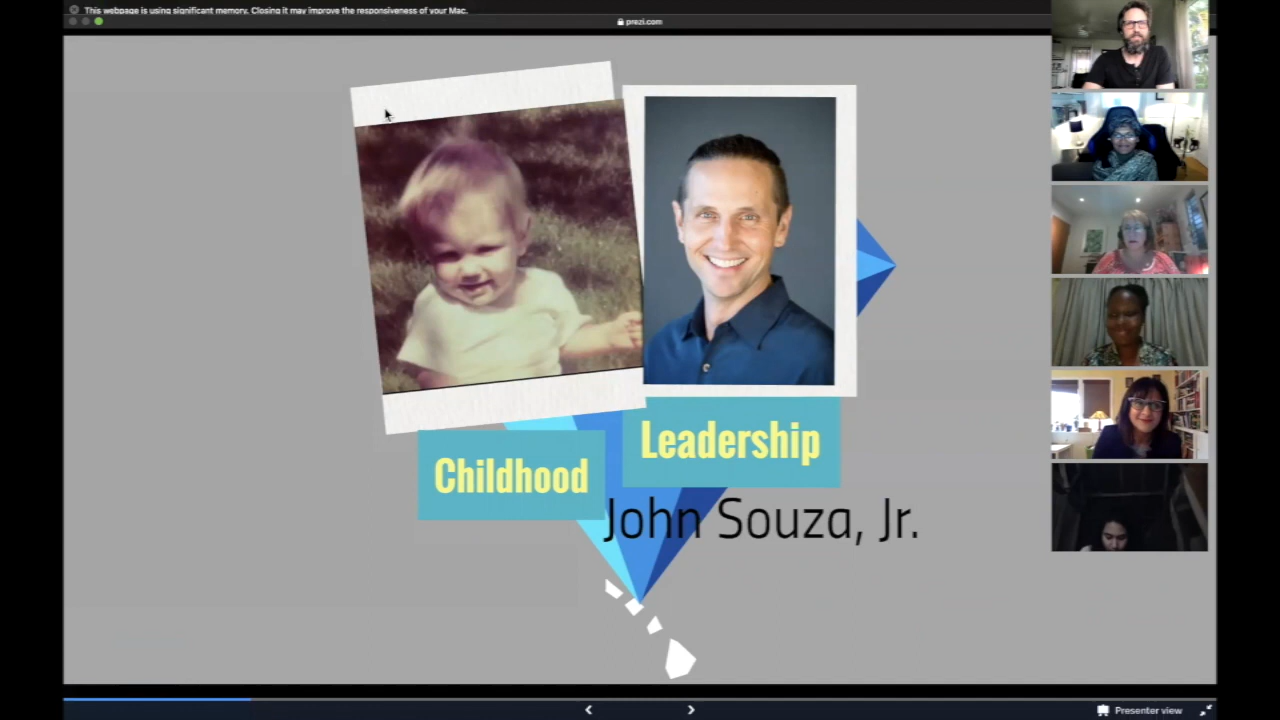 This webpage is using significant memory. Closing it may improve the responsiveness of your Mac.
prezi.com
Leadership
Childhood
John Souza, Jr.
Presenter view